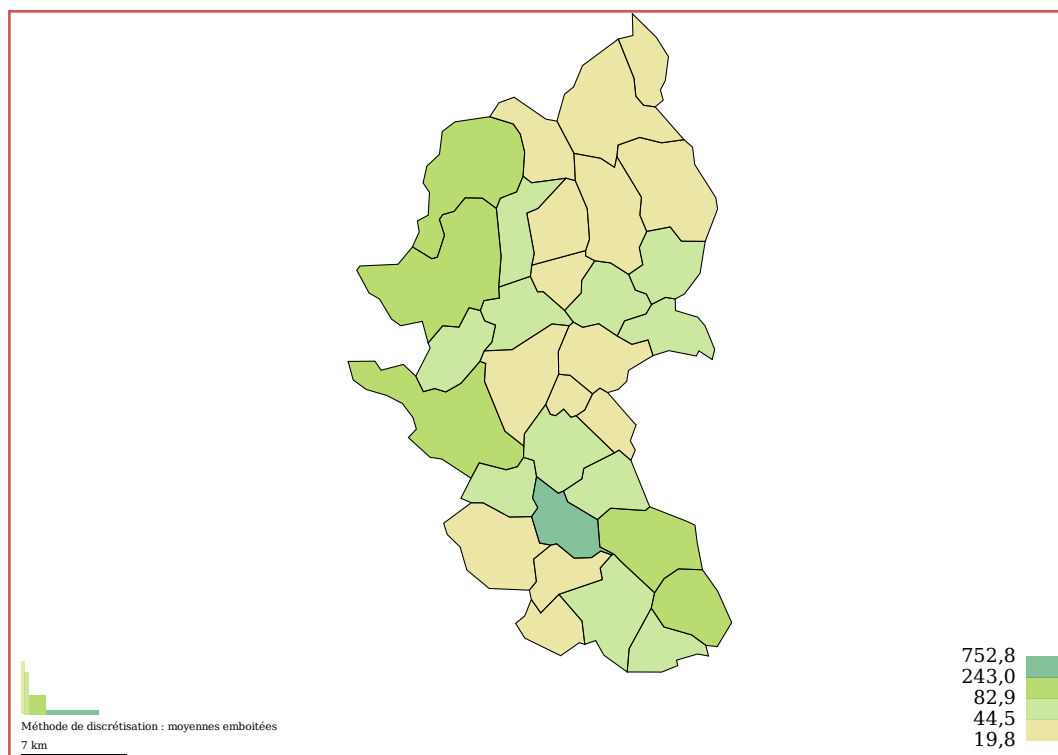 752,8
243,0
82,9
44,5
19,8
Méthode de discrétisation : moyennes emboitées
7 km